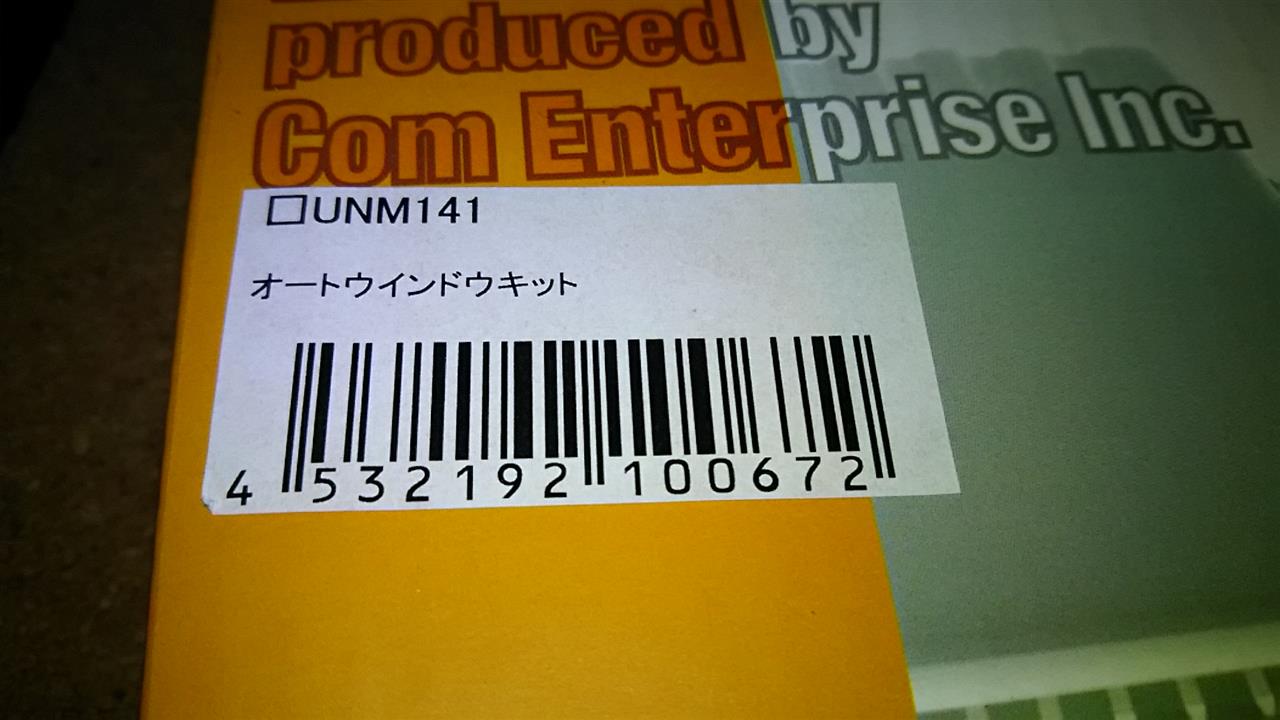 produced by
Com Enterprise Inc.
□UNM141
オートウインドウキット
4 532192 100672